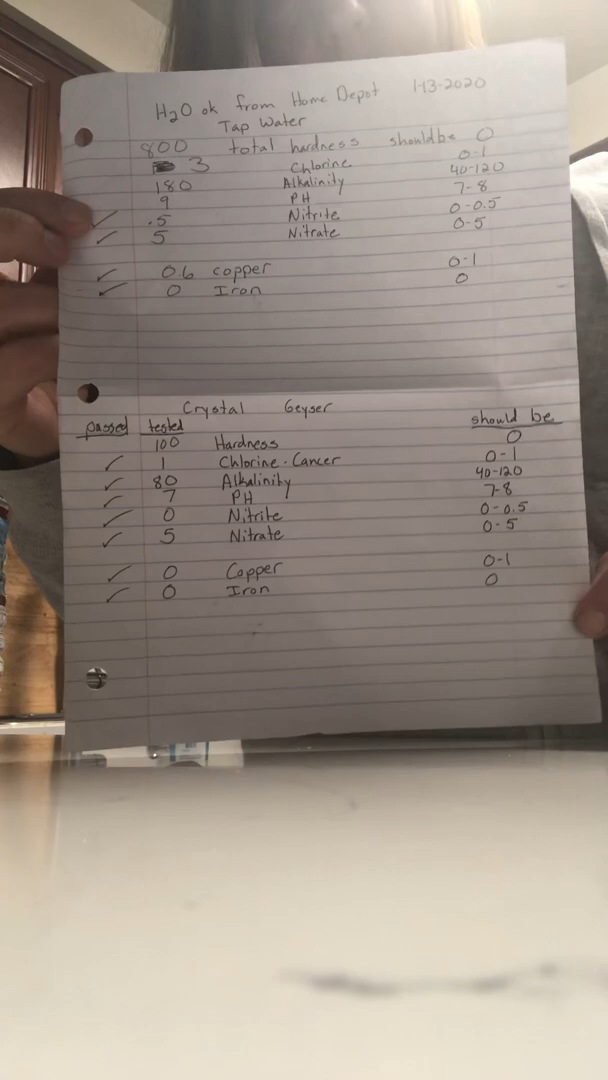 H2O ok from Home Depot 1-13-2020
Tap Water
800 total hardness should be 0
3 Chlorine 0-1
180 Alkalinity 40-120
9 PH 7-8
✓ .5 Nitrite 0-0.5
✓ 5 Nitrate 0-5
✓ 0.6 copper 0-1
✓ 0 Iron 0
Crystal Geyser
passed tested should be
100 Hardness 0
✓ 1 Chlorine - Cancer 0-1
✓ 80 Alkalinity 40-120
✓ 7 PH 7-8
✓ 0 Nitrite 0-0.5
✓ 5 Nitrate 0-5
✓ 0 Copper 0-1
✓ 0 Iron 0